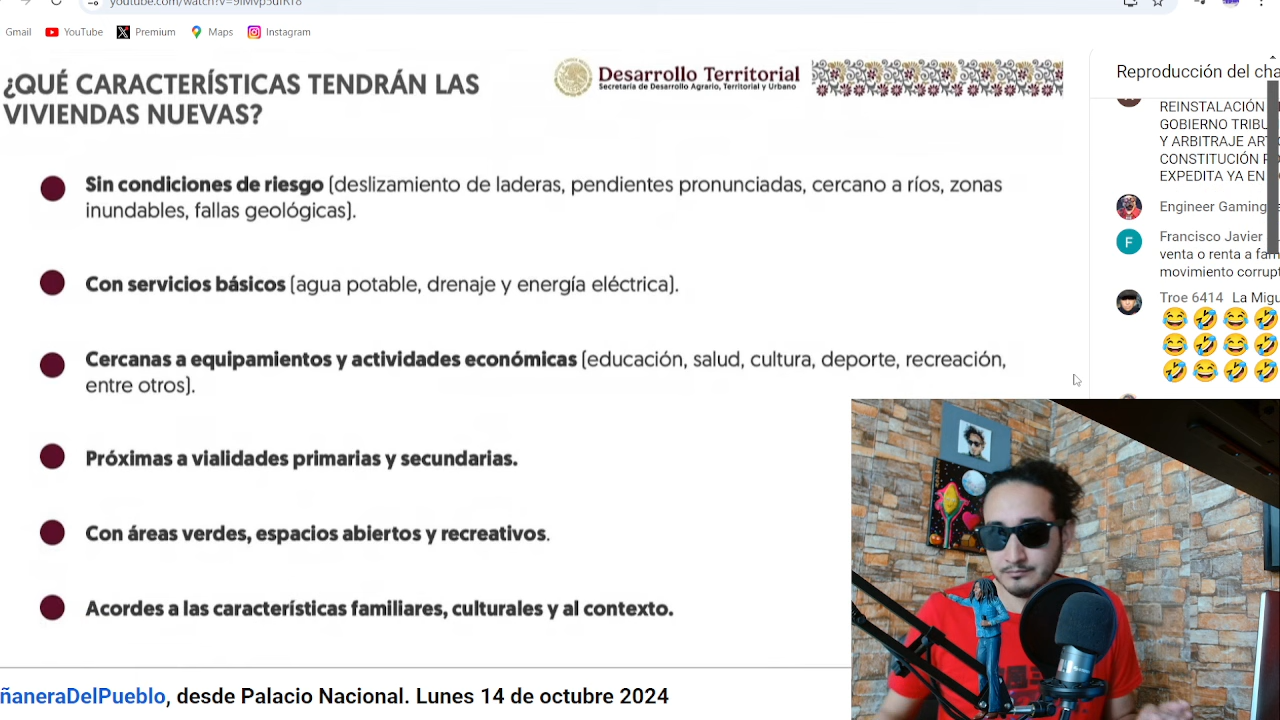 Gmail
YouTube
Premium
Maps
Instagram
¿QUÉ CARACTERÍSTICAS TENDRÁN LAS
VIVIENDAS NUEVAS?
Desarrollo Territorial
Secretaría de Desarrollo Agrario, Territorial y Urbano
Sin condiciones de riesgo (deslizamiento de laderas, pendientes pronunciadas, cercano a ríos, zonas
inundables, fallas geológicas).
Con servicios básicos (agua potable, drenaje y energía eléctrica).
Cercanas a equipamientos y actividades económicas (educación, salud, cultura, deporte, recreación,
entre otros).
Próximas a vialidades primarias y secundarias.
Con áreas verdes, espacios abiertos y recreativos.
Acordes a las características familiares, culturales y al contexto.
ñaneraDelPueblo, desde Palacio Nacional. Lunes 14 de octubre 2024
Reproducción del cha
REINSTALACIÓN
GOBIERNO TRIBU
Y ARBITRAJE ART
CONSTITUCIÓN
EXPEDITA YA EN
Engineer Gaming
F
Francisco Javier
venta o renta a fam
movimiento corrupt
Troe 6414 La Migu